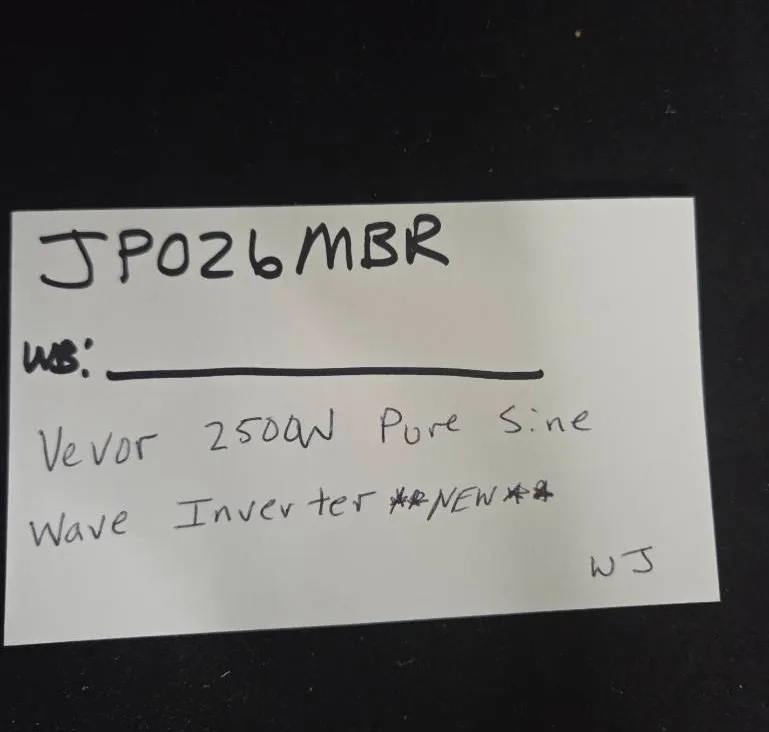 JP026MBR
WB:
Vevor 2500W Pure Sine
Wave Inverter **NEW**
WJ